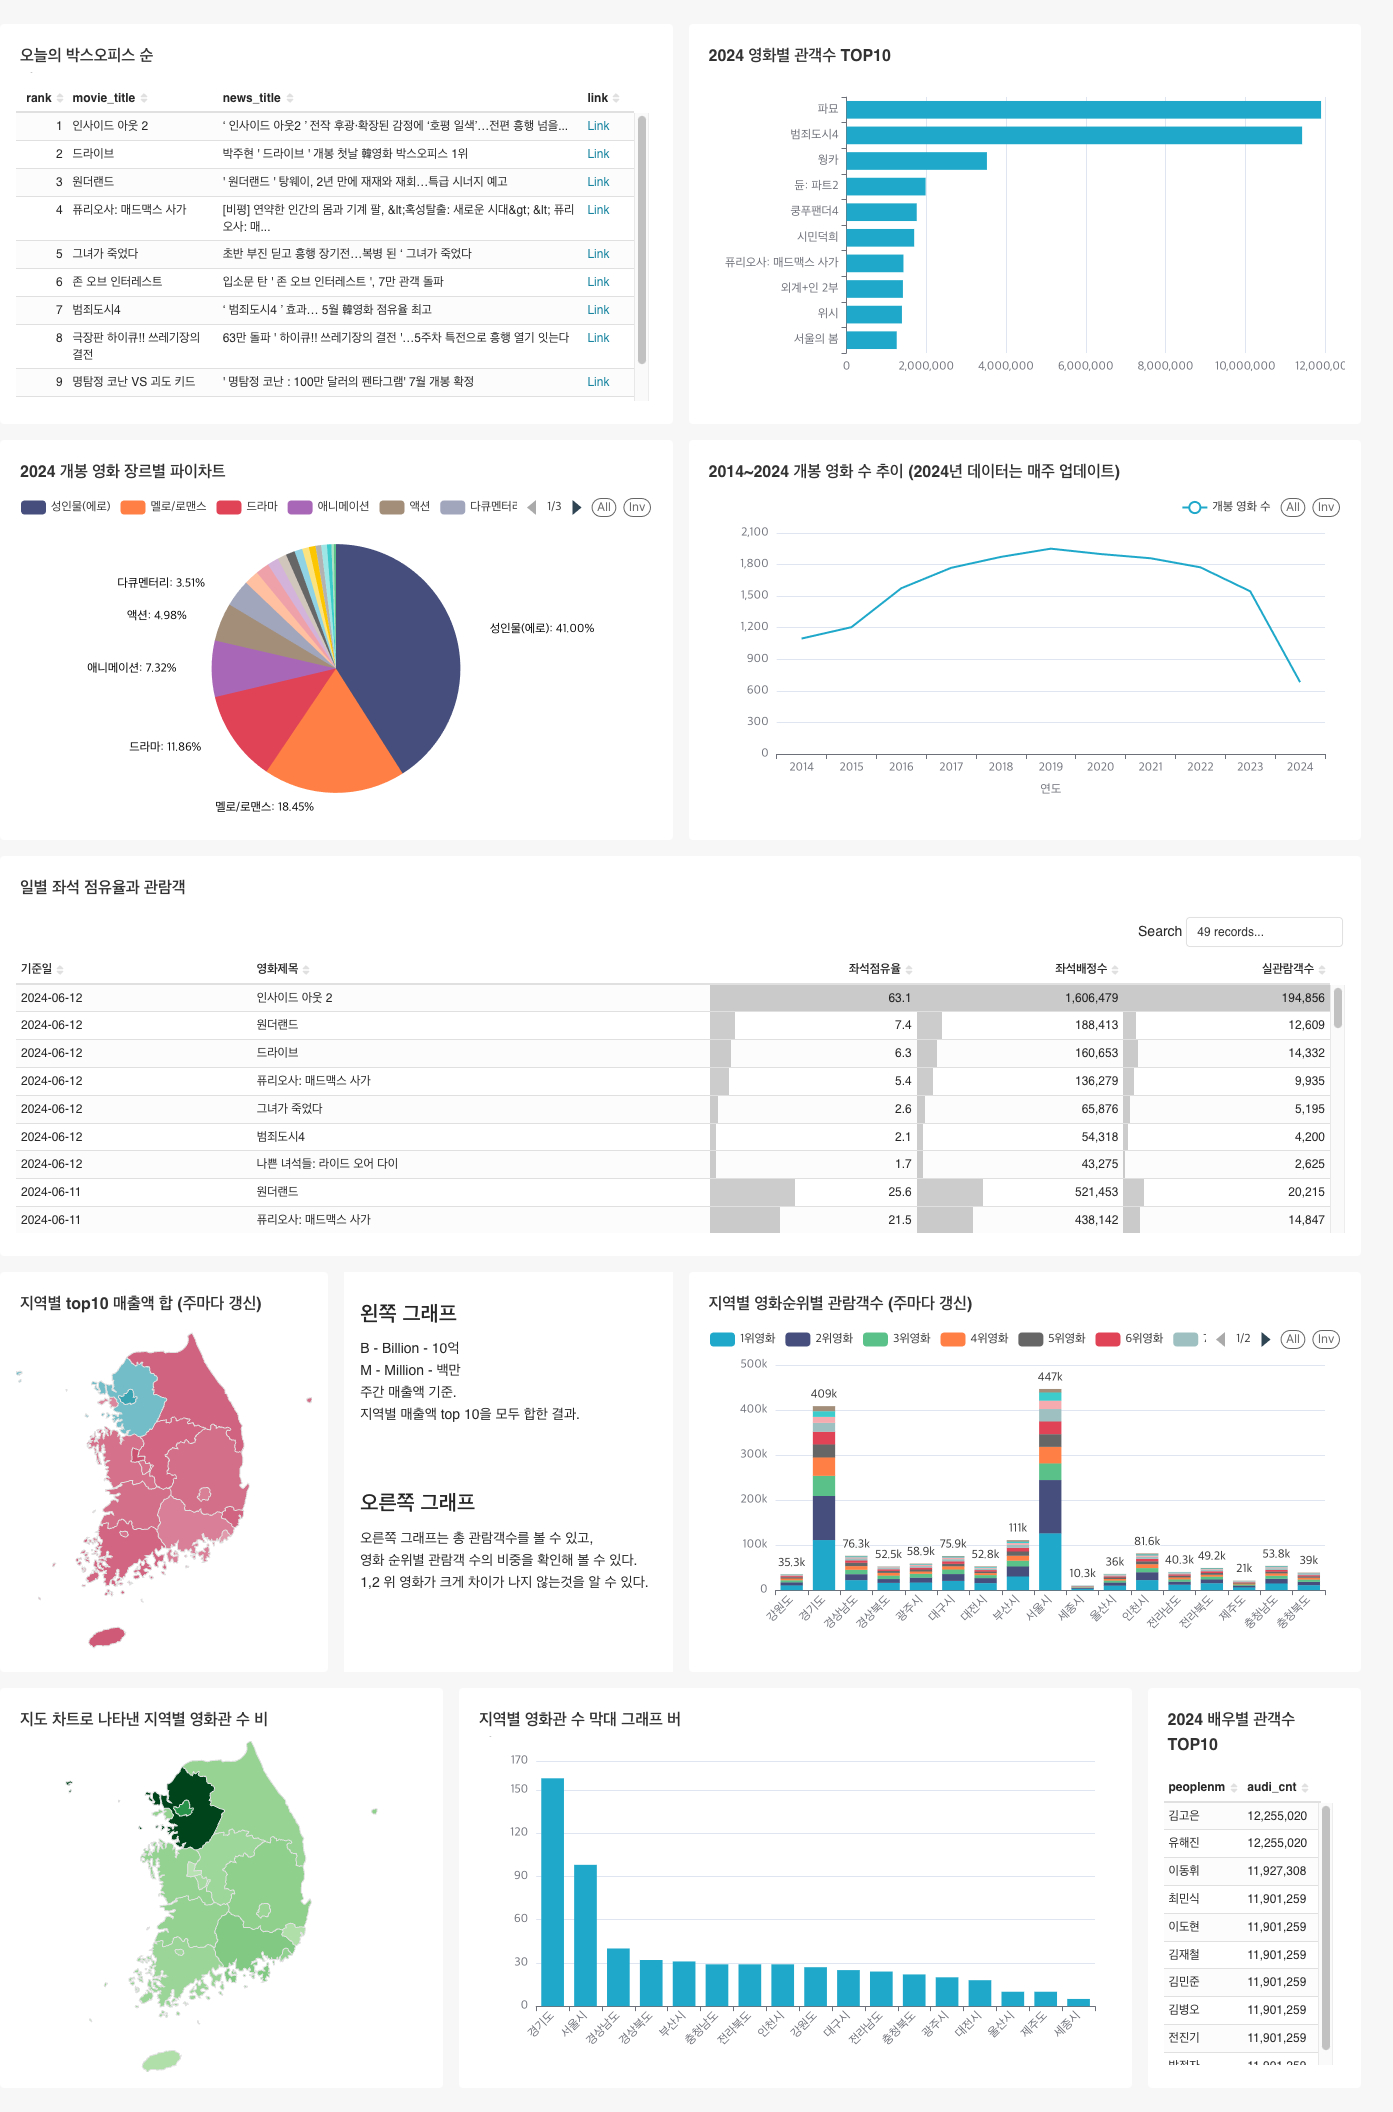 오늘의 박스오피스 순
rank movie_title news_title link
1 인사이드 아웃 2 ‘ 인사이드 아웃2 ’ 전작 후광·확장된 감정에 ‘호평 일색’…전편 흥행 넘을... Link
2 드라이브 박주현 ' 드라이브 ' 개봉 첫날 韓영화 박스오피스 1위 Link
3 원더랜드 ' 원더랜드 ' 탕웨이, 2년 만에 재재와 재회…특급 시너지 예고 Link
4 퓨리오사: 매드맥스 사가 [비평] 연약한 인간의 몸과 기계 팔, &lt;혹성탈출: 새로운 시대&gt; &lt; 퓨리 Link
오사: 매...
5 그녀가 죽었다 초반 부진 딛고 흥행 장기전…복병 된 ‘ 그녀가 죽었다 Link
6 존 오브 인터레스트 입소문 탄 ' 존 오브 인터레스트 ', 7만 관객 돌파 Link
7 범죄도시4 ‘ 범죄도시4 ’ 효과… 5월 韓영화 점유율 최고 Link
8 극장판 하이큐!! 쓰레기장의 63만 돌파 ' 하이큐!! 쓰레기장의 결전 '…5주차 특전으로 흥행 열기 잇는다 Link
결전
9 명탐정 코난 VS 괴도 키드 ' 명탐정 코난 : 100만 달러의 펜타그램' 7월 개봉 확정 Link
2024 영화별 관객수 TOP10
파묘
범죄도시4
웡카
듄: 파트2
쿵푸팬더4
시민덕희
퓨리오사: 매드맥스 사가
외계+인 2부
위시
서울의 봄
0 2,000,000 4,000,000 6,000,000 8,000,000 10,000,000 12,000,0
2024 개봉 영화 장르별 파이차트
성인물(에로) 멜로/로맨스 드라마 애니메이션 액션 다큐멘터리 1/3 All Inv
다큐멘터리: 3.51%
액션: 4.98%
성인물(에로): 41.00%
애니메이션: 7.32%
드라마: 11.86%
멜로/로맨스: 18.45%
2014~2024 개봉 영화 수 추이 (2024년 데이터는 매주 업데이트)
개봉 영화 수 All Inv
2,100
1,800
1,500
1,200
900
600
300
0
2014 2015 2016 2017 2018 2019 2020 2021 2022 2023 2024
연도
일별 좌석 점유율과 관람객
Search 49 records...
기준일 영화제목 좌석점유율 좌석배정수 실관람객수
2024-06-12 인사이드 아웃 2 63.1 1,606,479 194,856
2024-06-12 원더랜드 7.4 188,413 12,609
2024-06-12 드라이브 6.3 160,653 14,332
2024-06-12 퓨리오사: 매드맥스 사가 5.4 136,279 9,935
2024-06-12 그녀가 죽었다 2.6 65,876 5,195
2024-06-12 범죄도시4 2.1 54,318 4,200
2024-06-12 나쁜 녀석들: 라이드 오어 다이 1.7 43,275 2,625
2024-06-11 원더랜드 25.6 521,453 20,215
2024-06-11 퓨리오사: 매드맥스 사가 21.5 438,142 14,847
지역별 top10 매출액 합 (주마다 갱신)
왼쪽 그래프
B - Billion - 10억
M - Million - 백만
주간 매출액 기준.
지역별 매출액 top 10을 모두 합한 결과.
오른쪽 그래프
오른쪽 그래프는 총 관람객수를 볼 수 있고,
영화 순위별 관람객 수의 비중을 확인해 볼 수 있다.
1,2 위 영화가 크게 차이가 나지 않는것을 알 수 있다.
지역별 영화순위별 관람객수 (주마다 갱신)
1위영화 2위영화 3위영화 4위영화 5위영화 6위영화 1/2 All Inv
500k
400k
300k
200k
100k
0
35.3k 409k 76.3k 52.5k 58.9k 75.9k 52.8k 111k 447k 10.3k 36k 81.6k 40.3k 49.2k 21k 53.8k 39k
강원도 경기도 경상남도 경상북도 광주시 대구시 대전시 부산시 서울시 세종시 울산시 인천시 전라남도 전라북도 제주도 충청남도 충청북도
지도 차트로 나타낸 지역별 영화관 수 비
지역별 영화관 수 막대 그래프 버
170
150
120
90
60
30
0
경기도 서울시 경상남도 경상북도 부산시 충청남도 전라북도 인천시 강원도 대구시 전라남도 충청북도 광주시 대전시 울산시 제주도 세종시
2024 배우별 관객수
TOP10
peoplenm audi_cnt
김고은 12,255,020
유해진 12,255,020
이동휘 11,927,308
최민식 11,901,259
이도현 11,901,259
김재철 11,901,259
김민준 11,901,259
김병오 11,901,259
전진기 11,901,259
11,901,259